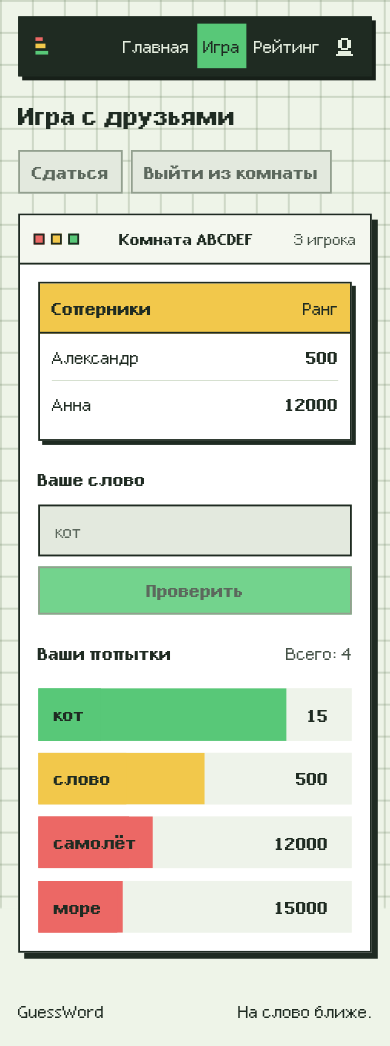 Главная Игра Рейтинг
Игра с друзьями
Сдаться Выйти из комнаты
Комната ABCDEF 3 игрока
Соперники Ранг
Александр 500
Анна 12000
Ваше слово
кот
Проверить
Ваши попытки Всего: 4
кот 15
слово 500
самолёт 12000
море 15000
GuessWord На слово ближе.